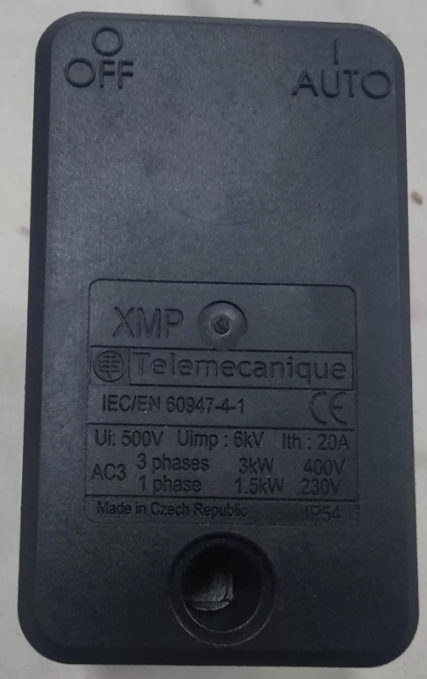 O I
OFF AUTO
XMP
Telemecanique
IEC/EN 60947-4-1 CE
Ui: 500V Uimp : 6kV Ith : 20A
AC3 3 phases 3kW 400V
1 phase 1.5kW 230V
Made in Czech Republic IP54